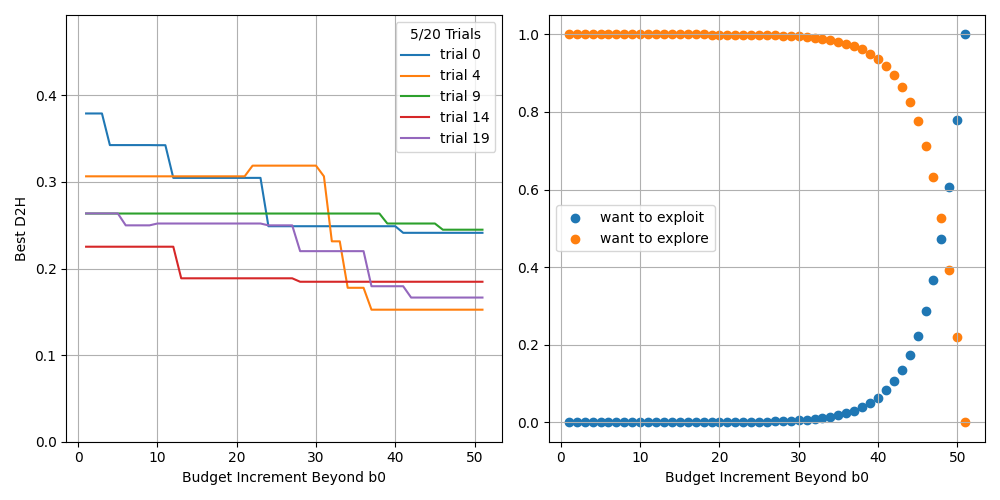 5/20 Trials
trial 0
trial 4
trial 9
trial 14
trial 19
Best D2H
0.4
0.3
0.2
0.1
0.0
0 10 20 30 40 50
Budget Increment Beyond b0
1.0
0.8
0.6
0.4
0.2
0.0
want to exploit
want to explore
0 10 20 30 40 50
Budget Increment Beyond b0